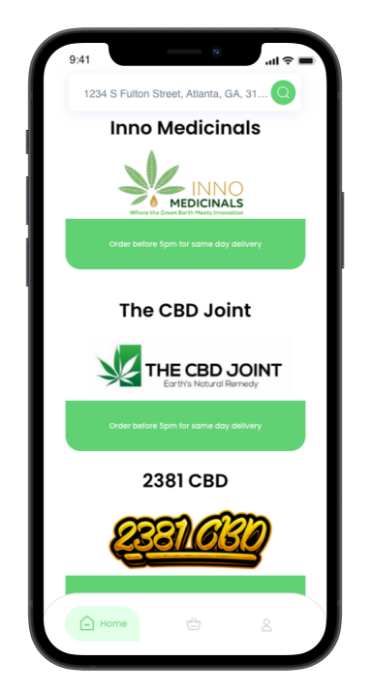 9:41
1234 S Fulton Street, Atlanta, GA, 31...
Inno Medicinals
INNO
MEDICINALS
Where the Green Earth Meets Innovation
Order before 5pm for same day delivery
The CBD Joint
THE CBD JOINT
Earth's Natural Remedy
Order before 5pm for same day delivery
2381 CBD
2381 CBD
Home